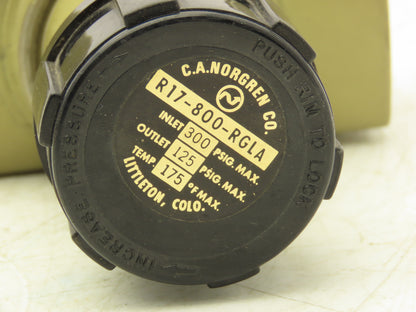 C.A.NORGREN CO.
R17-800-RGLA
INLET 300 PSIG. MAX.
OUTLET 125 PSIG. MAX.
TEMP 175 °F MAX.
LITTLETON, COLO.
PUSH RIM TO LOCK
INCREASE PRESSURE